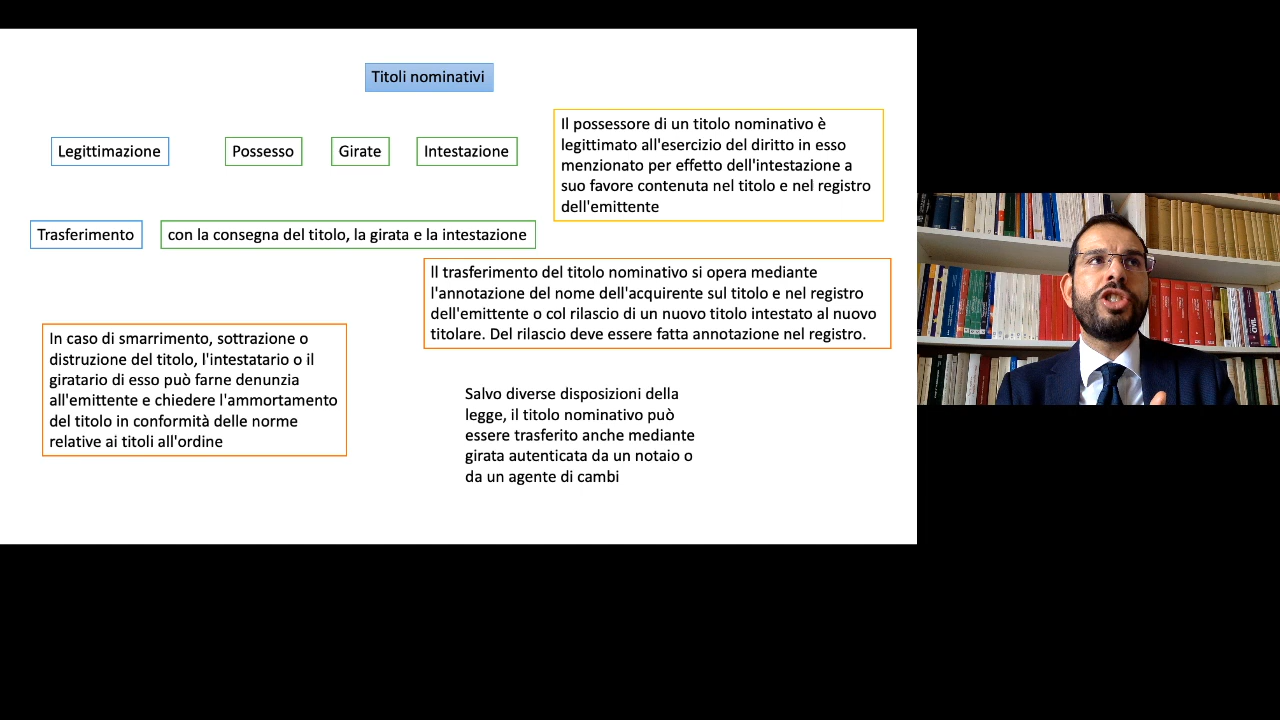 Titoli nominativi
Legittimazione
Possesso
Girate
Intestazione
Il possessore di un titolo nominativo è
legittimato all'esercizio del diritto in esso
menzionato per effetto dell'intestazione a
suo favore contenuta nel titolo e nel registro
dell'emittente
Trasferimento
con la consegna del titolo, la girata e la intestazione
Il trasferimento del titolo nominativo si opera mediante
l'annotazione del nome dell'acquirente sul titolo e nel registro
dell'emittente o col rilascio di un nuovo titolo intestato al nuovo
titolare. Del rilascio deve essere fatta annotazione nel registro.
In caso di smarrimento, sottrazione o
distruzione del titolo, l'intestatario o il
giratario di esso può farne denunzia
all'emittente e chiedere l'ammortamento
del titolo in conformità delle norme
relative ai titoli all'ordine
Salvo diverse disposizioni della
legge, il titolo nominativo può
essere trasferito anche mediante
girata autenticata da un notaio o
da un agente di cambi